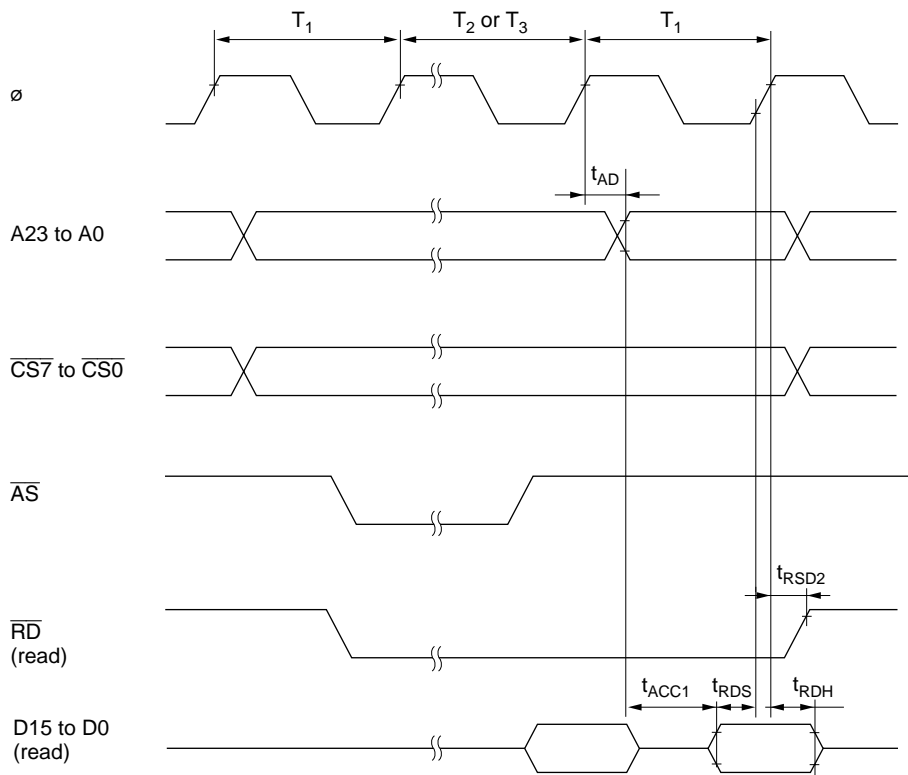 T1 T2 or T3 T1
ø
tAD
A23 to A0
CS7 to CS0
AS
tRSD2
RD
(read)
tACC1 tRDS tRDH
D15 to D0
(read)